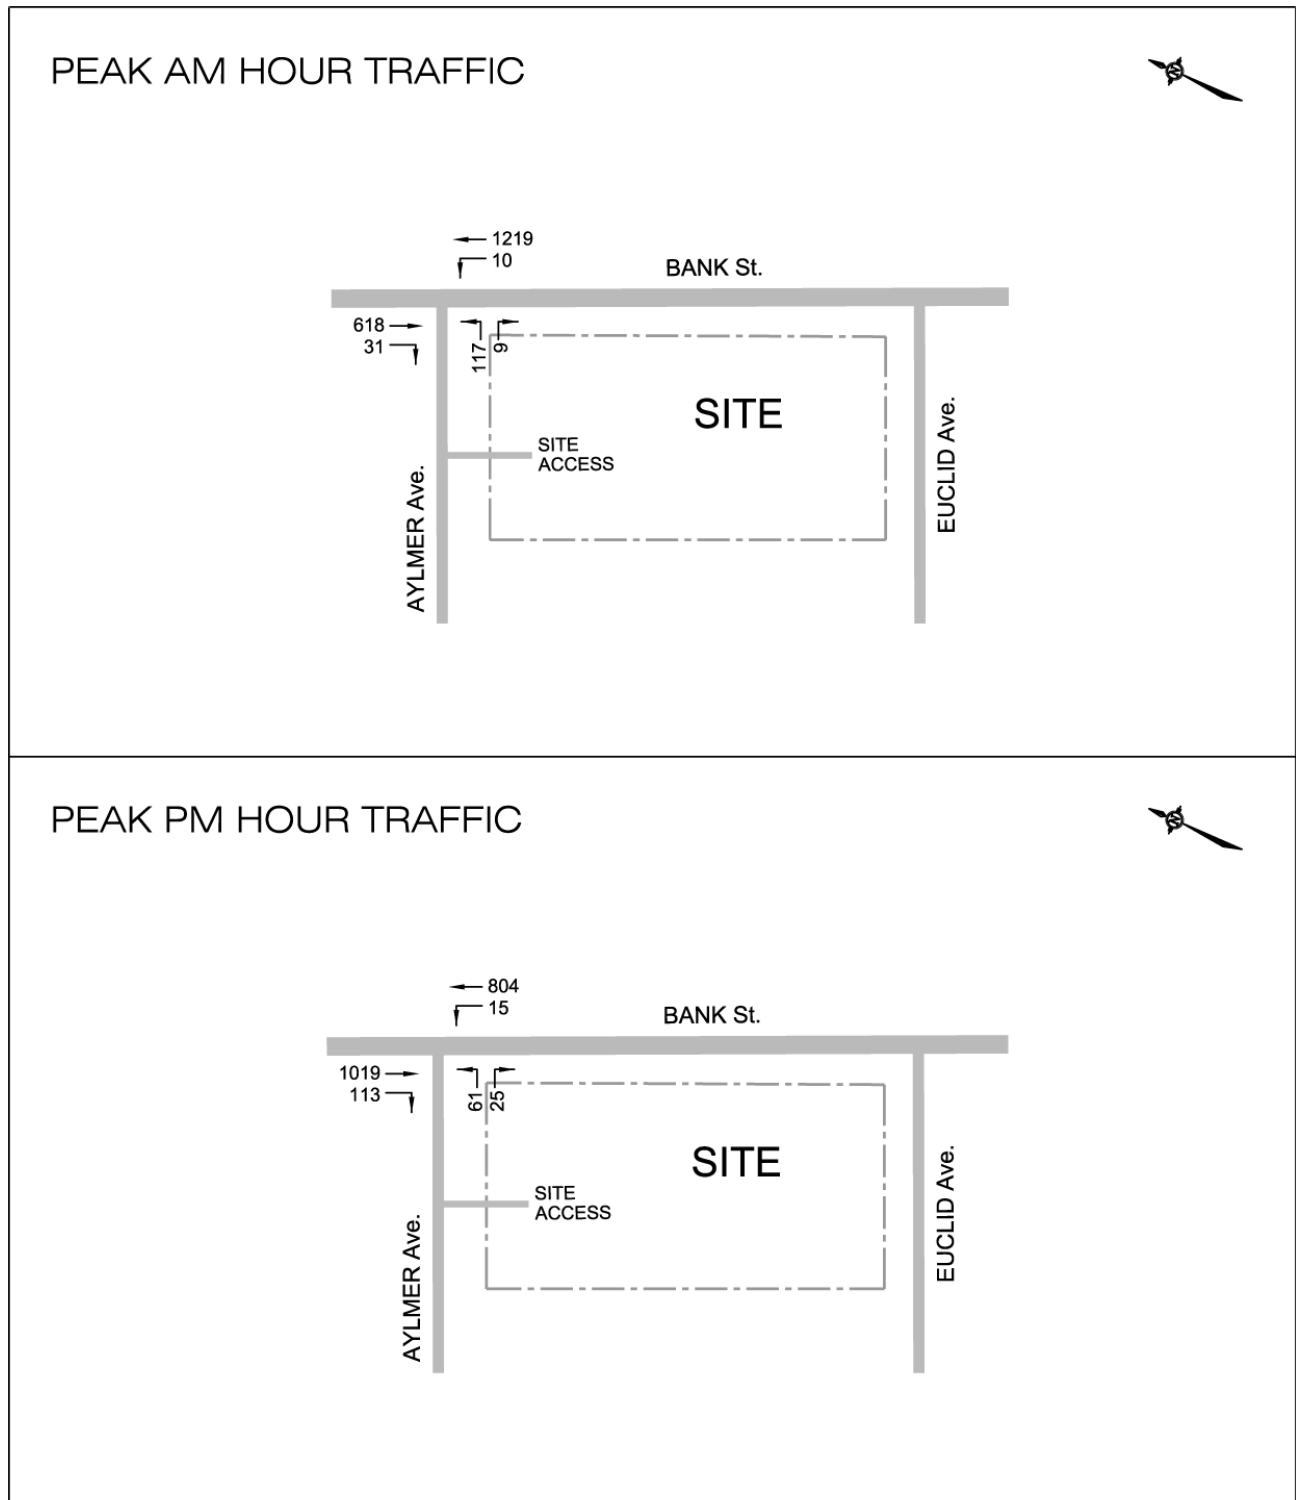 PEAK AM HOUR TRAFFIC
N
1219
10
BANK St.
618
31
117
9
SITE
SITE
ACCESS
AYLMER Ave.
EUCLID Ave.
PEAK PM HOUR TRAFFIC
N
804
15
BANK St.
1019
113
61
25
SITE
SITE
ACCESS
AYLMER Ave.
EUCLID Ave.